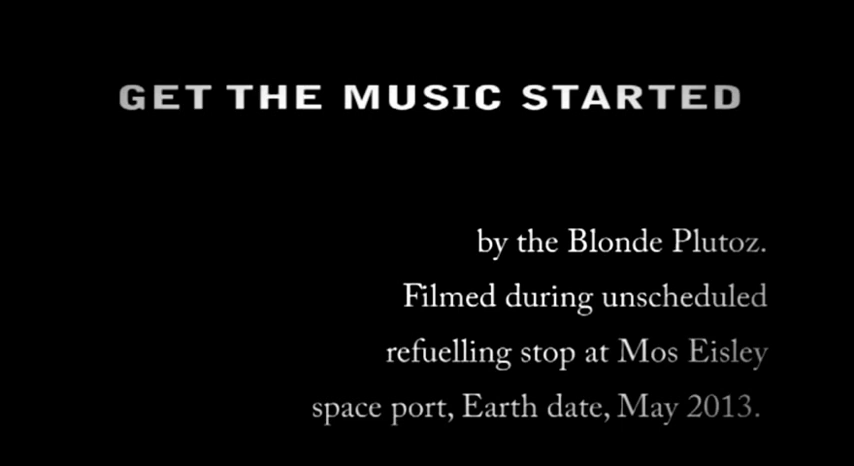 GET THE MUSIC STARTED
by the Blonde Plutoz.
Filmed during unscheduled
refuelling stop at Mos Eisley
space port, Earth date, May 2013.